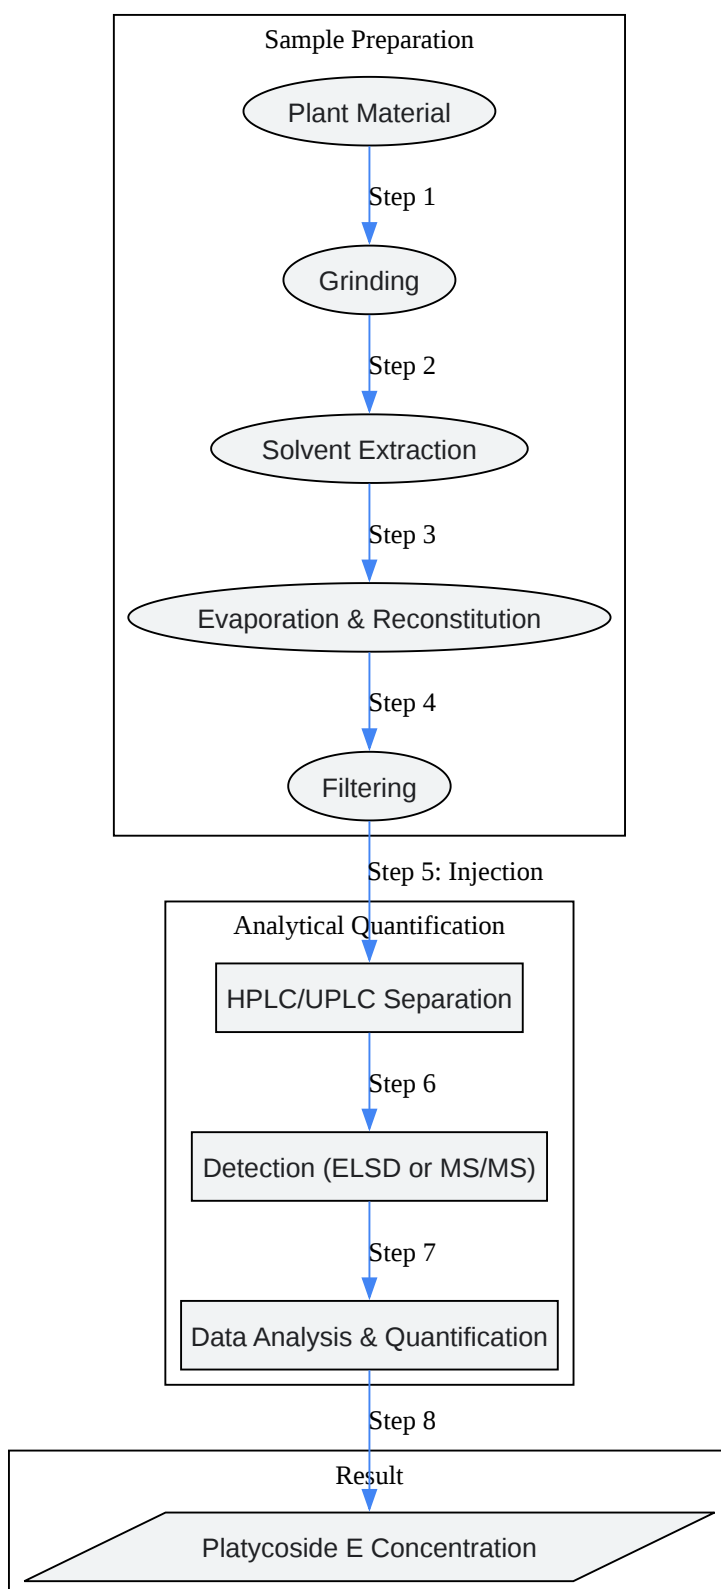 Sample Preparation
Plant Material
Step 1
Grinding
Step 2
Solvent Extraction
Step 3
Evaporation & Reconstitution
Step 4
Filtering
Step 5: Injection
Analytical Quantification
HPLC/UPLC Separation
Step 6
Detection (ELSD or MS/MS)
Step 7
Data Analysis & Quantification
Step 8
Result
Platycoside E Concentration